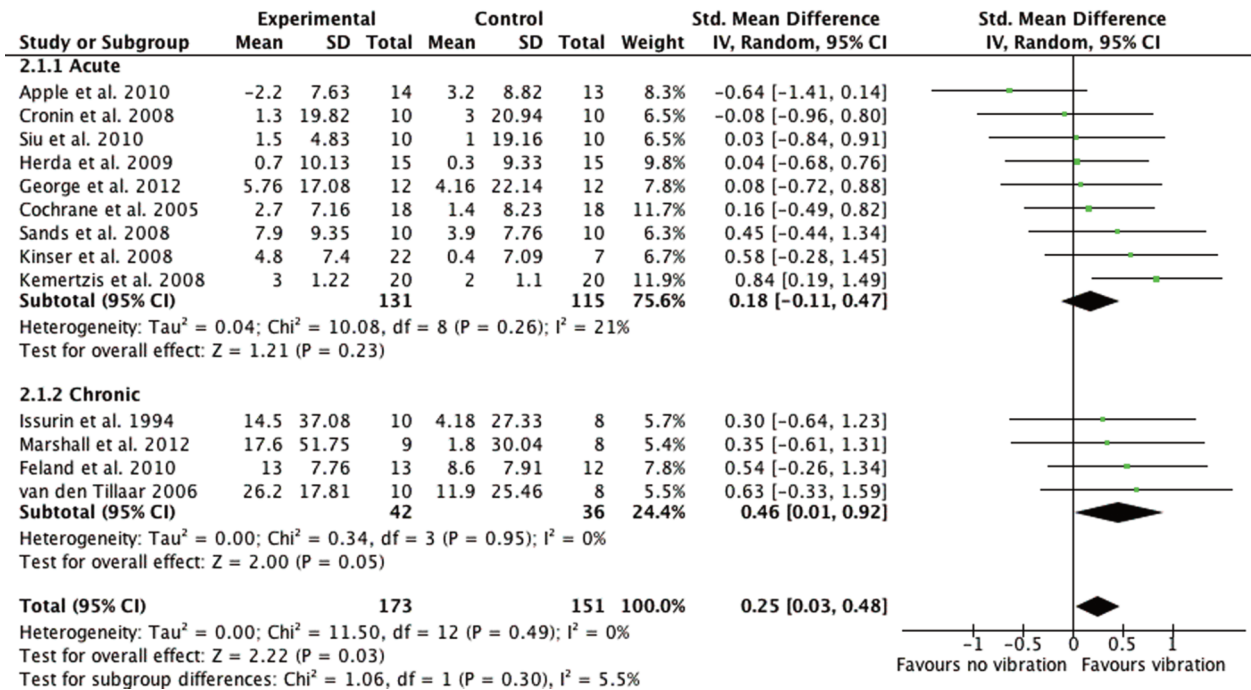 Experimental Control Std. Mean Difference Std. Mean Difference
Study or Subgroup Mean SD Total Mean SD Total Weight IV, Random, 95% CI IV, Random, 95% CI
2.1.1 Acute
Apple et al. 2010 -2.2 7.63 14 3.2 8.82 13 8.3% -0.64 [-1.41, 0.14]
Cronin et al. 2008 1.3 19.82 10 3 20.94 10 6.5% -0.08 [-0.96, 0.80]
Siu et al. 2010 1.5 4.83 10 1 19.16 10 6.5% 0.03 [-0.84, 0.91]
Herda et al. 2009 0.7 10.13 15 0.3 9.33 15 9.8% 0.04 [-0.68, 0.76]
George et al. 2012 5.76 17.08 12 4.16 22.14 12 7.8% 0.08 [-0.72, 0.88]
Cochrane et al. 2005 2.7 7.16 18 1.4 8.23 18 11.7% 0.16 [-0.49, 0.82]
Sands et al. 2008 7.9 9.35 10 3.9 7.76 10 6.3% 0.45 [-0.44, 1.34]
Kinser et al. 2008 4.8 7.4 22 0.4 7.09 7 6.7% 0.58 [-0.28, 1.45]
Kemertzis et al. 2008 3 1.22 20 2 1.1 20 11.9% 0.84 [0.19, 1.49]
Subtotal (95% CI) 131 115 75.6% 0.18 [-0.11, 0.47]
Heterogeneity: Tau² = 0.04; Chi² = 10.08, df = 8 (P = 0.26); I² = 21%
Test for overall effect: Z = 1.21 (P = 0.23)
2.1.2 Chronic
Issurin et al. 1994 14.5 37.08 10 4.18 27.33 8 5.7% 0.30 [-0.64, 1.23]
Marshall et al. 2012 17.6 51.75 9 1.8 30.04 8 5.4% 0.35 [-0.61, 1.31]
Feland et al. 2010 13 7.76 13 8.6 7.91 12 7.8% 0.54 [-0.26, 1.34]
van den Tillaar 2006 26.2 17.81 10 11.9 25.46 8 5.5% 0.63 [-0.33, 1.59]
Subtotal (95% CI) 42 36 24.4% 0.46 [0.01, 0.92]
Heterogeneity: Tau² = 0.00; Chi² = 0.34, df = 3 (P = 0.95); I² = 0%
Test for overall effect: Z = 2.00 (P = 0.05)
Total (95% CI) 173 151 100.0% 0.25 [0.03, 0.48]
Heterogeneity: Tau² = 0.00; Chi² = 11.50, df = 12 (P = 0.49); I² = 0%
Test for overall effect: Z = 2.22 (P = 0.03)
Test for subgroup differences: Chi² = 1.06, df = 1 (P = 0.30), I² = 5.5%
-1 -0.5 0 0.5 1
Favours no vibration Favours vibration